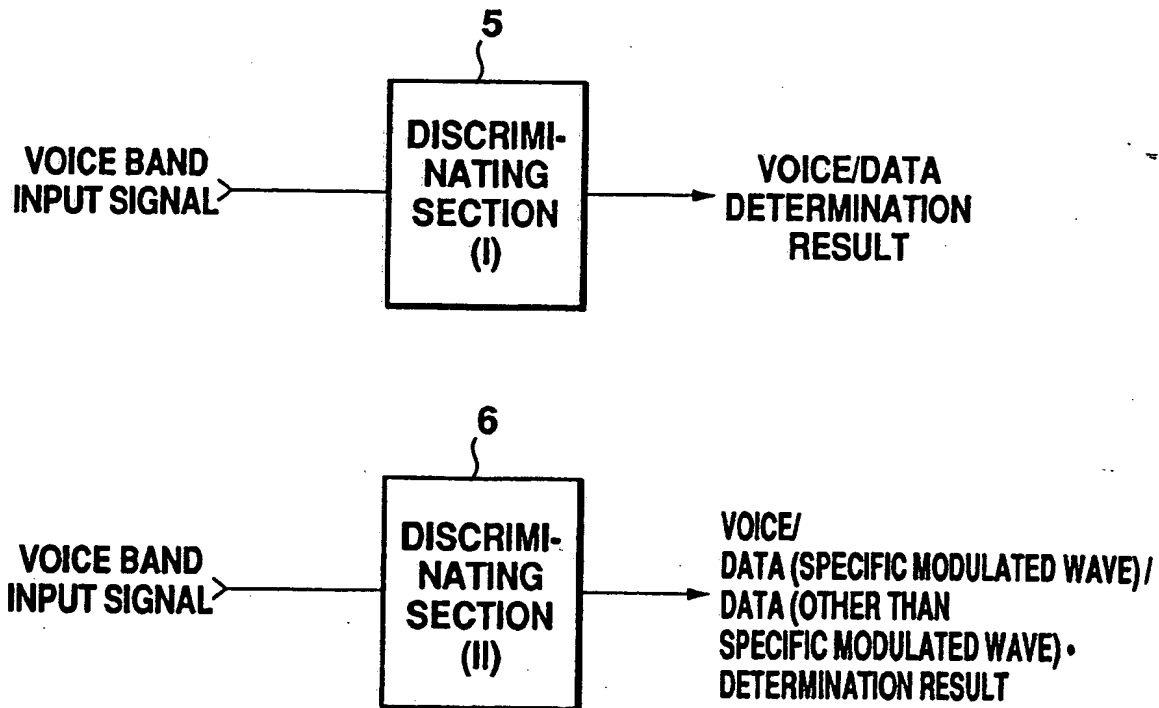 5
DISCRIMI-
NATING
SECTION
(I)
VOICE BAND
INPUT SIGNAL
VOICE/DATA
DETERMINATION
RESULT
6
DISCRIMI-
NATING
SECTION
(II)
VOICE BAND
INPUT SIGNAL
VOICE/
DATA (SPECIFIC MODULATED WAVE) /
DATA (OTHER THAN
SPECIFIC MODULATED WAVE) •
DETERMINATION RESULT